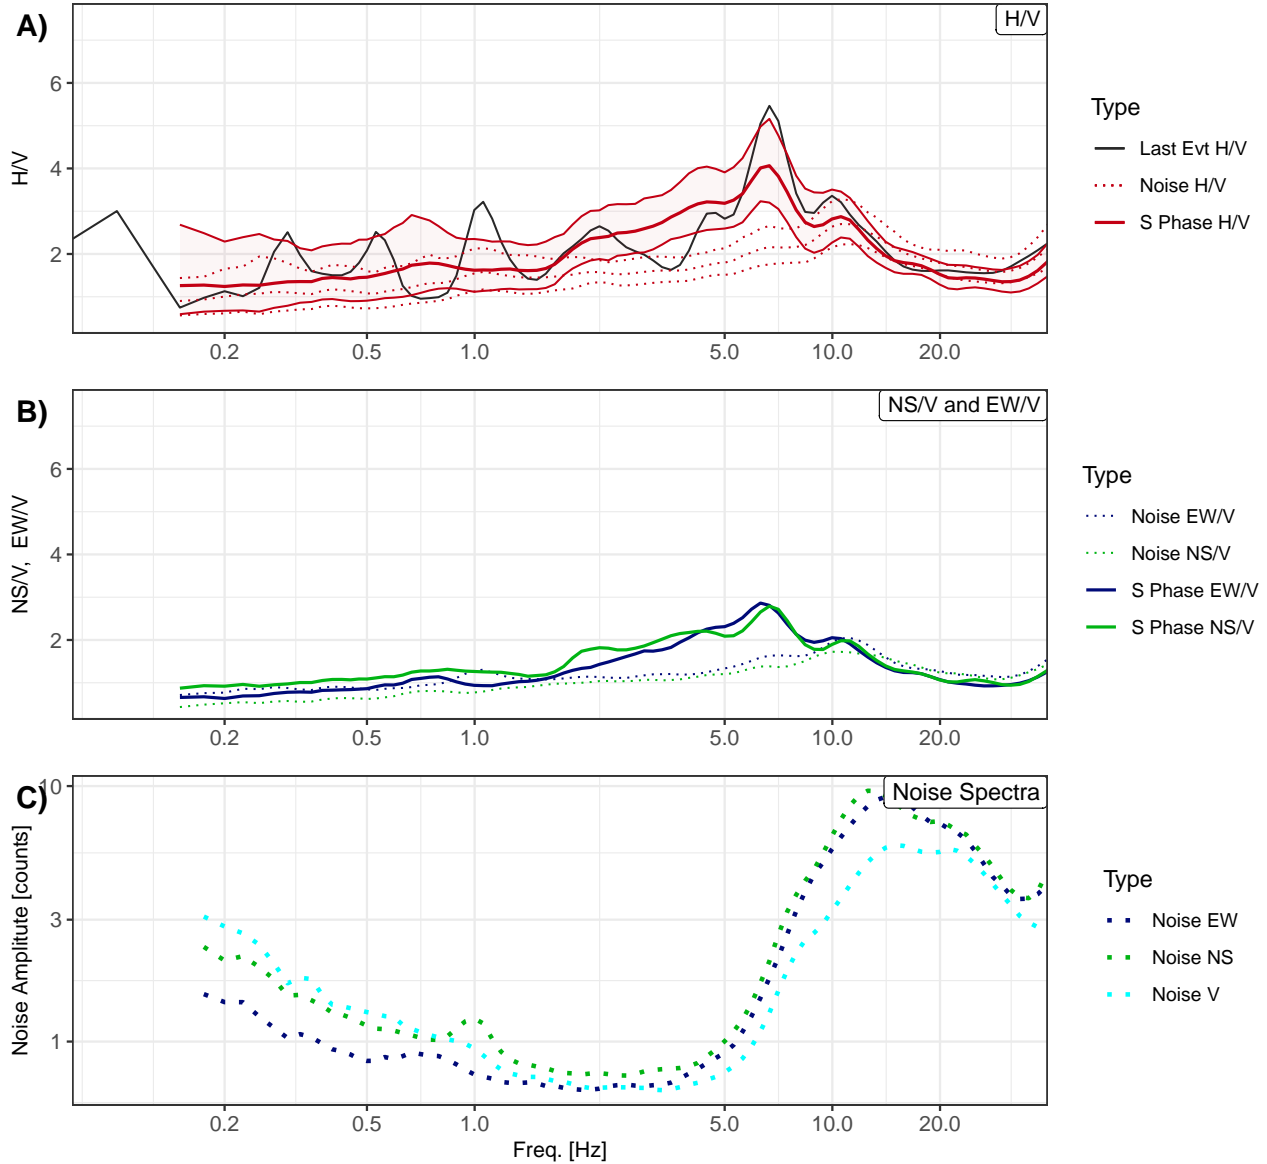 A)
H/V
H/V
6
4
2
0.2 0.5 1.0 5.0 10.0 20.0
Type
Last Evt H/V
Noise H/V
S Phase H/V
B)
NS/V and EW/V
NS/V, EW/V
6
4
2
0.2 0.5 1.0 5.0 10.0 20.0
Type
Noise EW/V
Noise NS/V
S Phase EW/V
S Phase NS/V
C)
Noise Spectra
Noise Amplitute [counts]
10
3
1
0.2 0.5 1.0 5.0 10.0 20.0
Freq. [Hz]
Type
Noise EW
Noise NS
Noise V